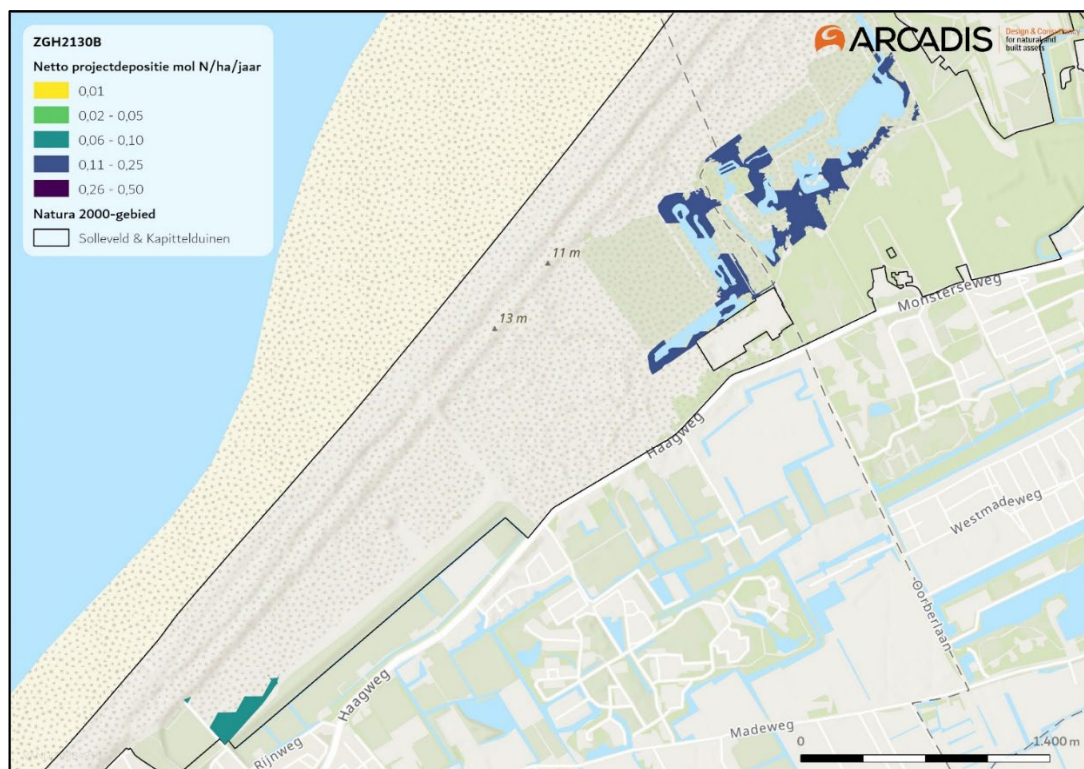 ZGH2130B
Netto projectdepositie mol N/ha/jaar
0,01
0,02 - 0,05
0,06 - 0,10
0,11 - 0,25
0,26 - 0,50
Natura 2000-gebied
Solleveld & Kapittelduinen
ARCADIS
Design & Consultancy
for natural and
built assets
11 m
13 m
Monsterseweg
Haagweg
Westmadeweg
Oorberlaan
Haagweg
Rijnweg
Madeweg
0
1.400 m